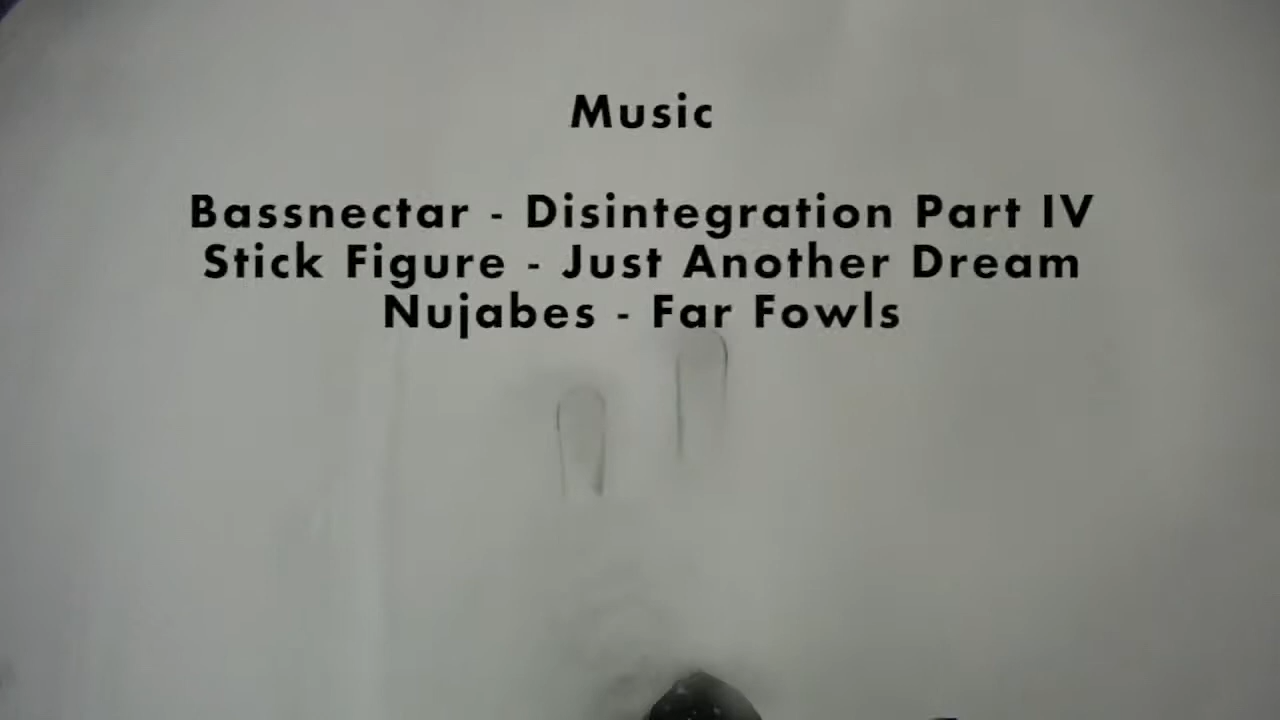 Music
Bassnectar - Disintegration Part IV
Stick Figure - Just Another Dream
Nujabes - Far Fowls